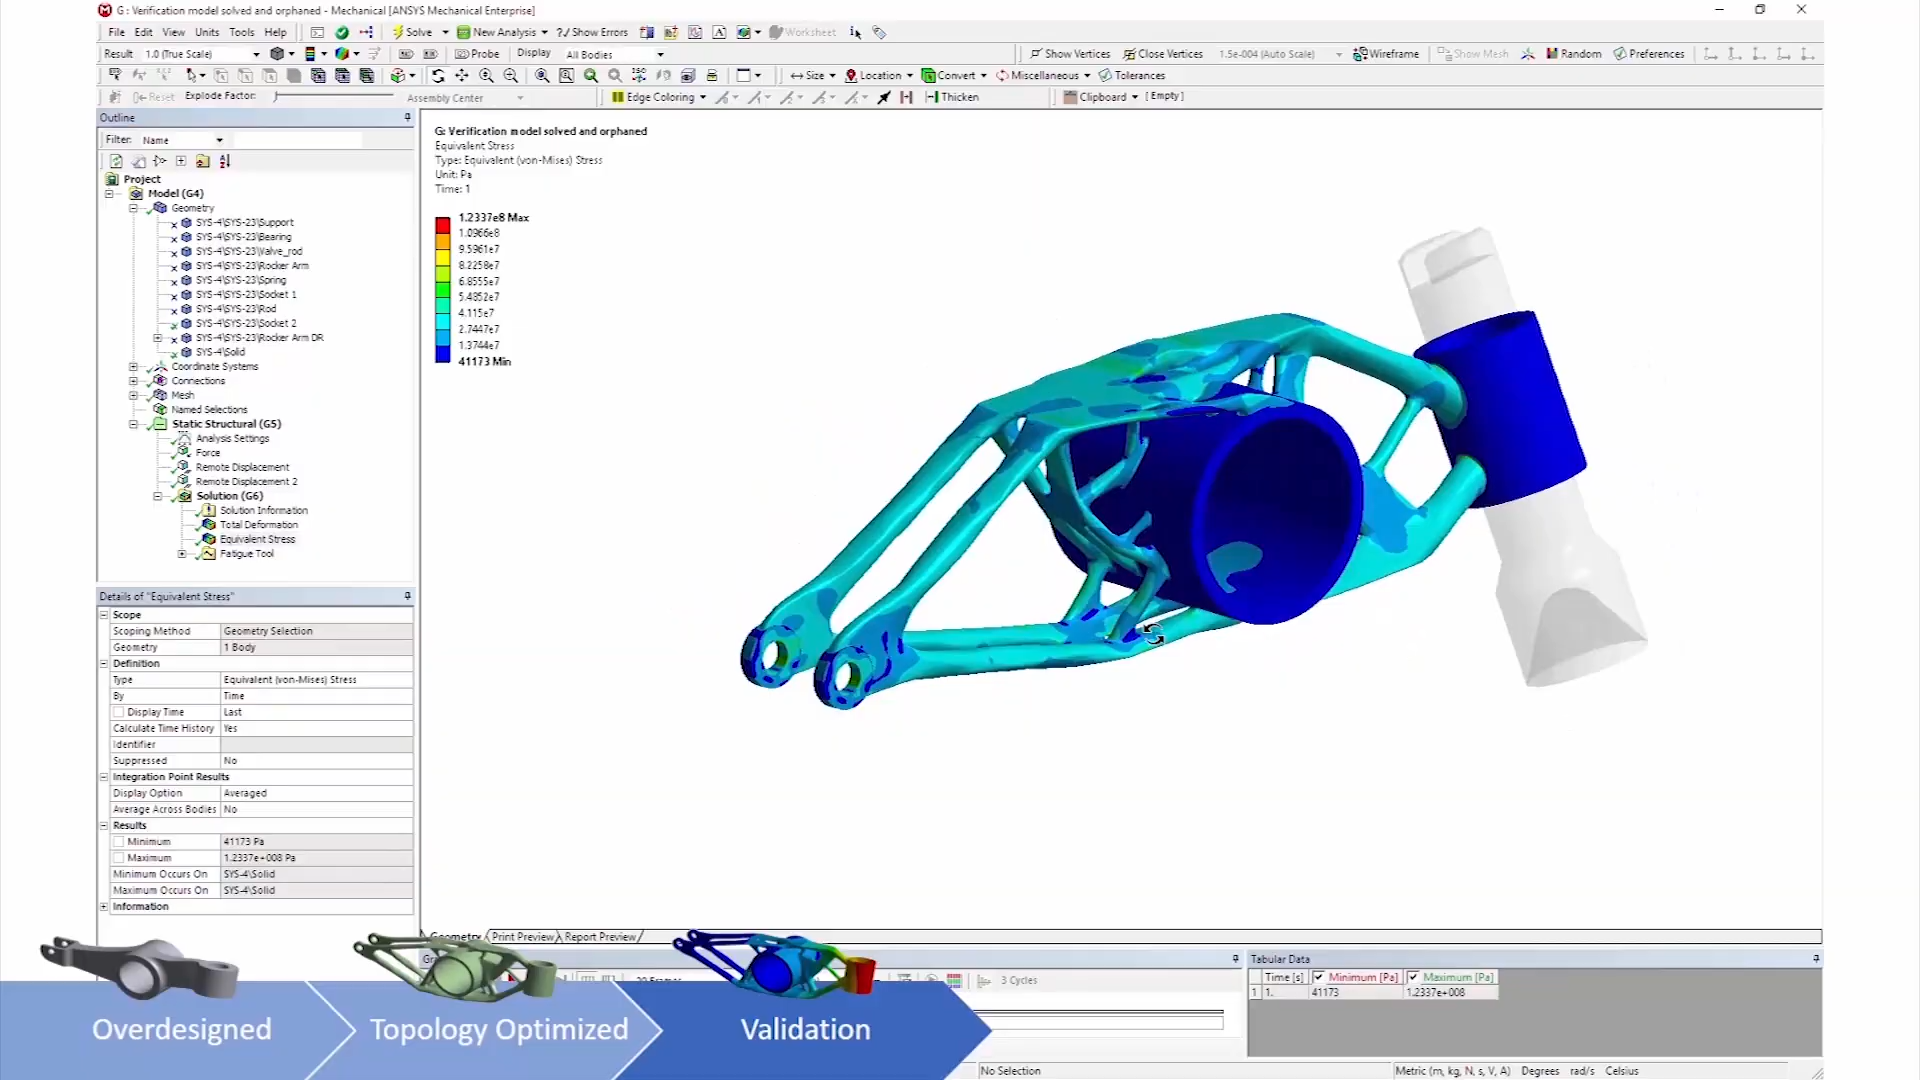 G : Verification model solved and orphaned - Mechanical [ANSYS Mechanical Enterprise]
File Edit View Units Tools Help Solve New Analysis ?/ Show Errors Worksheet
Result 1.0 (True Scale) Probe Display All Bodies Show Vertices Close Vertices 1.5e-004 (Auto Scale) Wireframe Show Mesh Random Preferences
Size Location Convert Miscellaneous Tolerances
Reset Explode Factor: Assembly Center Edge Coloring Thicken Clipboard [ Empty ]
Outline
Filter: Name
Project
Model (G4)
Geometry
SYS-4\SYS-23\Support
SYS-4\SYS-23\Bearing
SYS-4\SYS-23\Valve_rod
SYS-4\SYS-23\Rocker Arm
SYS-4\SYS-23\Spring
SYS-4\SYS-23\Socket 1
SYS-4\SYS-23\Rod
SYS-4\SYS-23\Socket 2
SYS-4\SYS-23\Rocker Arm DR
SYS-4\Solid
Coordinate Systems
Connections
Mesh
Named Selections
Static Structural (G5)
Analysis Settings
Force
Remote Displacement
Remote Displacement 2
Solution (G6)
Solution Information
Total Deformation
Equivalent Stress
Fatigue Tool
Details of "Equivalent Stress"
Scope
Scoping Method Geometry Selection
Geometry 1 Body
Definition
Type Equivalent (von-Mises) Stress
By Time
Display Time Last
Calculate Time History Yes
Identifier
Suppressed No
Integration Point Results
Display Option Averaged
Average Across Bodies No
Results
Minimum 41173 Pa
Maximum 1.2337e+008 Pa
Minimum Occurs On SYS-4\Solid
Maximum Occurs On SYS-4\Solid
Information
G: Verification model solved and orphaned
Equivalent Stress
Type: Equivalent (von-Mises) Stress
Unit: Pa
Time: 1
1.2337e8 Max
1.0966e8
9.5961e7
8.2258e7
6.8555e7
5.4852e7
4.115e7
2.7447e7
1.3744e7
41173 Min
Geometry Print Preview Report Preview
3 Cycles
Tabular Data
Time [s] Minimum [Pa] Maximum [Pa]
1 1. 41173 1.2337e+008
Overdesigned
Topology Optimized
Validation
No Selection Metric (m, kg, N, s, V, A) Degrees rad/s Celsius